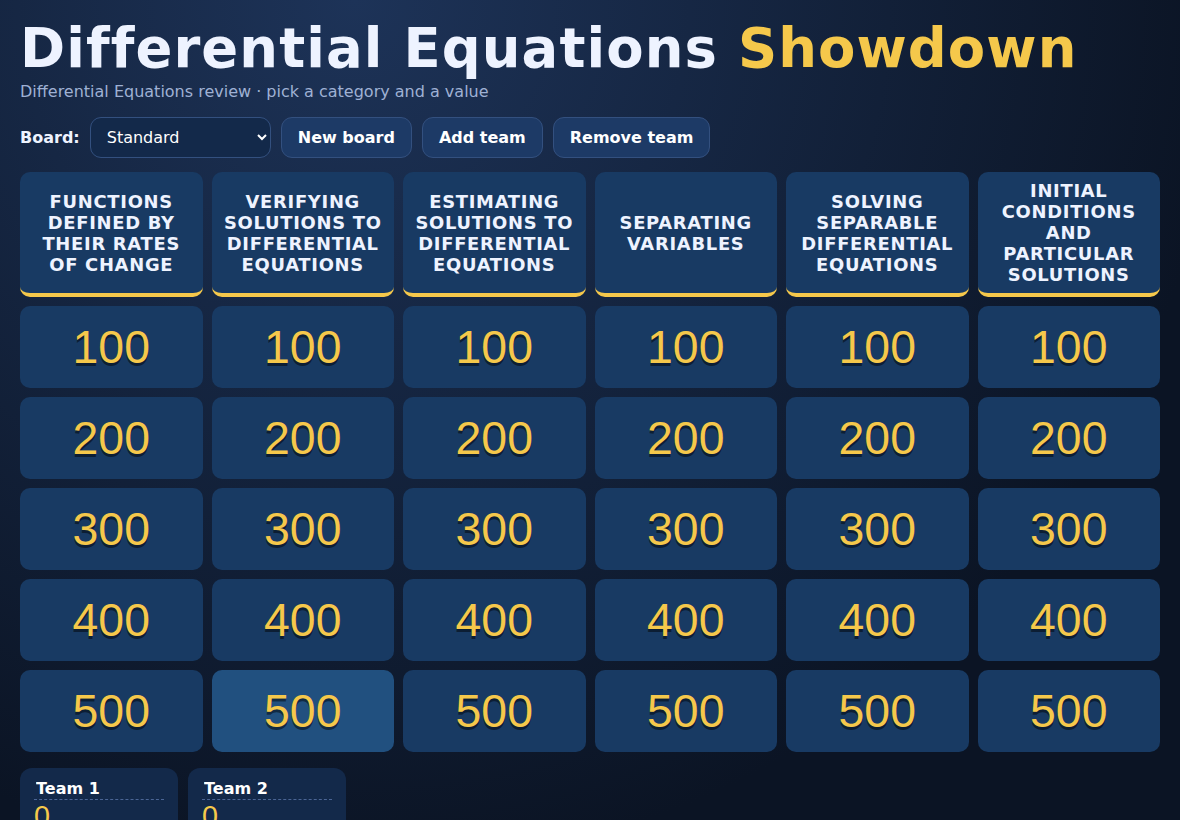 Differential Equations Showdown
Differential Equations review · pick a category and a value
Board: Standard New board Add team Remove team
FUNCTIONS
DEFINED BY
THEIR RATES
OF CHANGE
VERIFYING
SOLUTIONS TO
DIFFERENTIAL
EQUATIONS
ESTIMATING
SOLUTIONS TO
DIFFERENTIAL
EQUATIONS
SEPARATING
VARIABLES
SOLVING
SEPARABLE
DIFFERENTIAL
EQUATIONS
INITIAL
CONDITIONS
AND
PARTICULAR
SOLUTIONS
100 100 100 100 100 100
200 200 200 200 200 200
300 300 300 300 300 300
400 400 400 400 400 400
500 500 500 500 500 500
Team 1 Team 2
0 0